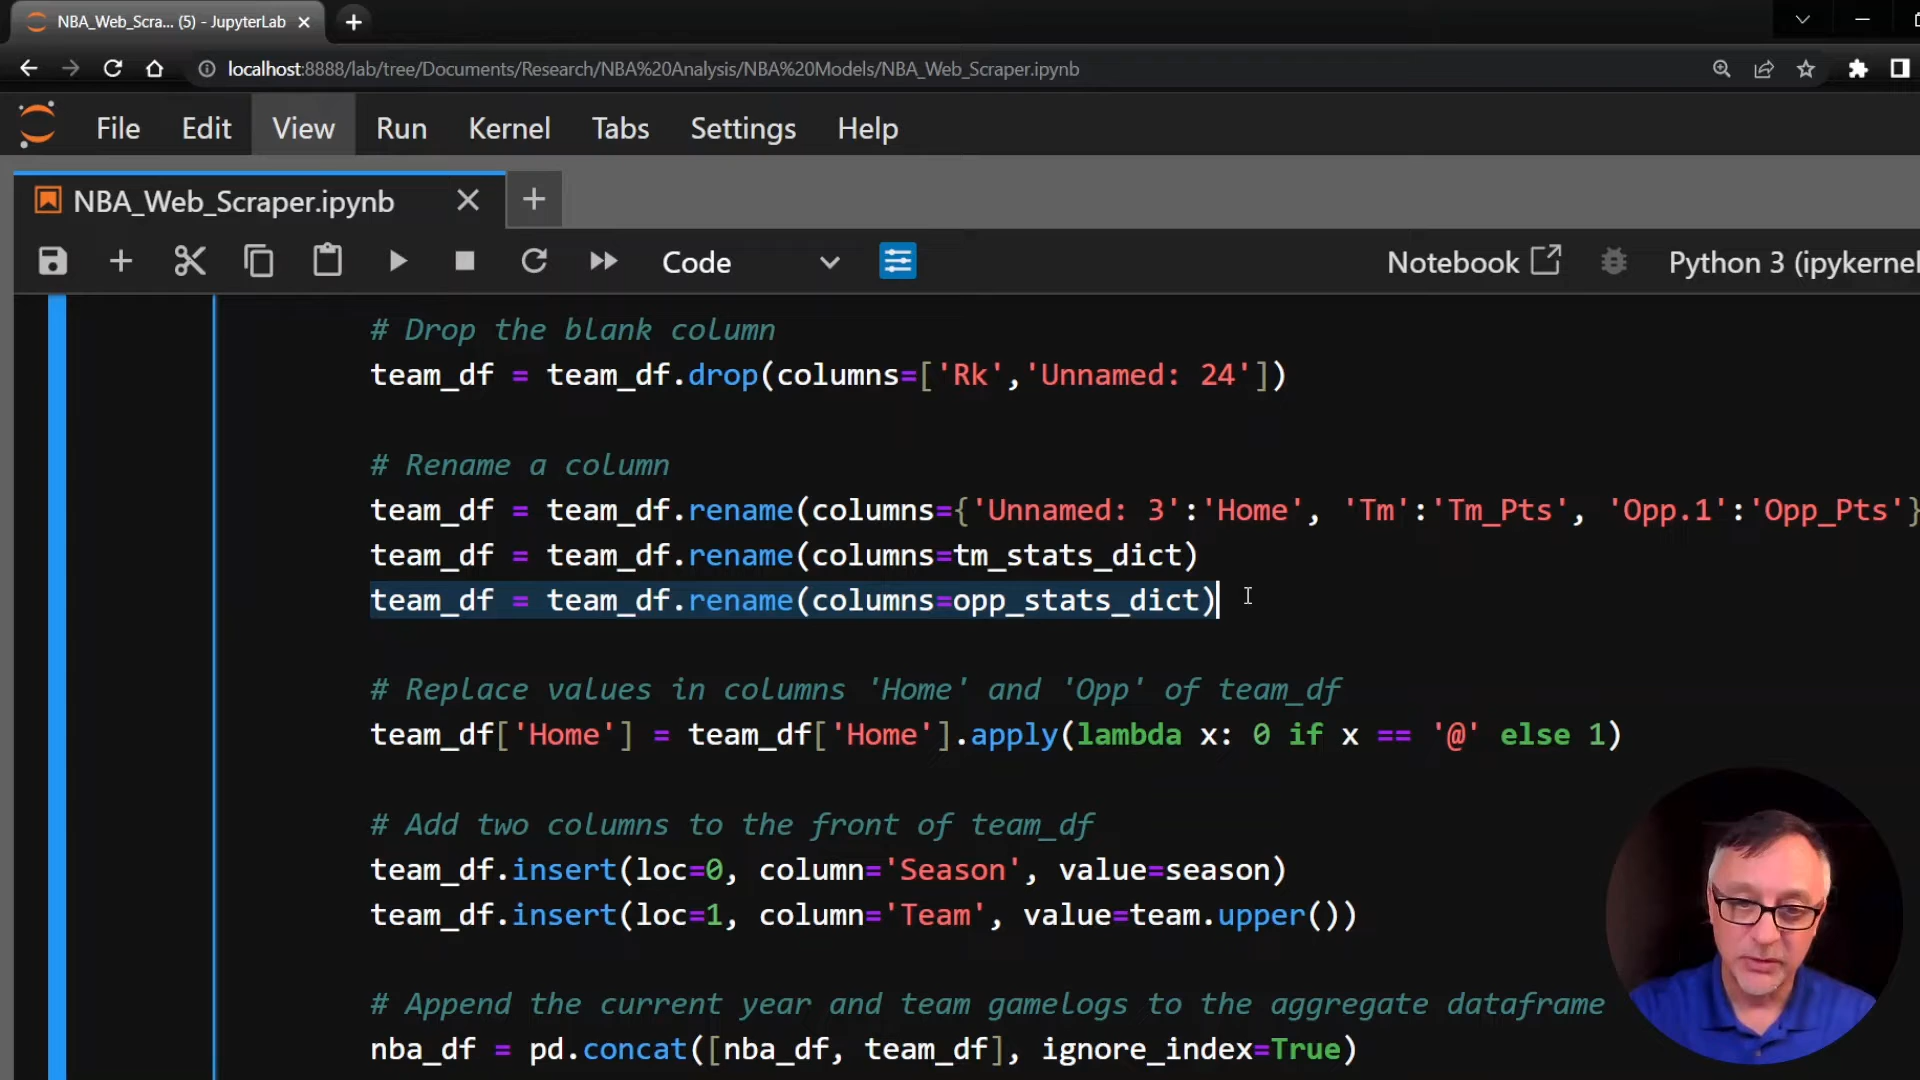 NBA_Web_Scra... (5) - JupyterLab
localhost:8888/lab/tree/Documents/Research/NBA%20Analysis/NBA%20Models/NBA_Web_Scraper.ipynb
File Edit View Run Kernel Tabs Settings Help
NBA_Web_Scraper.ipynb
Code Notebook Python 3 (ipykernel
# Drop the blank column
team_df = team_df.drop(columns=['Rk','Unnamed: 24'])
# Rename a column
team_df = team_df.rename(columns={'Unnamed: 3':'Home', 'Tm':'Tm_Pts', 'Opp.1':'Opp_Pts'}
team_df = team_df.rename(columns=tm_stats_dict)
team_df = team_df.rename(columns=opp_stats_dict)
# Replace values in columns 'Home' and 'Opp' of team_df
team_df['Home'] = team_df['Home'].apply(lambda x: 0 if x == '@' else 1)
# Add two columns to the front of team_df
team_df.insert(loc=0, column='Season', value=season)
team_df.insert(loc=1, column='Team', value=team.upper())
# Append the current year and team gamelogs to the aggregate dataframe
nba_df = pd.concat([nba_df, team_df], ignore_index=True)